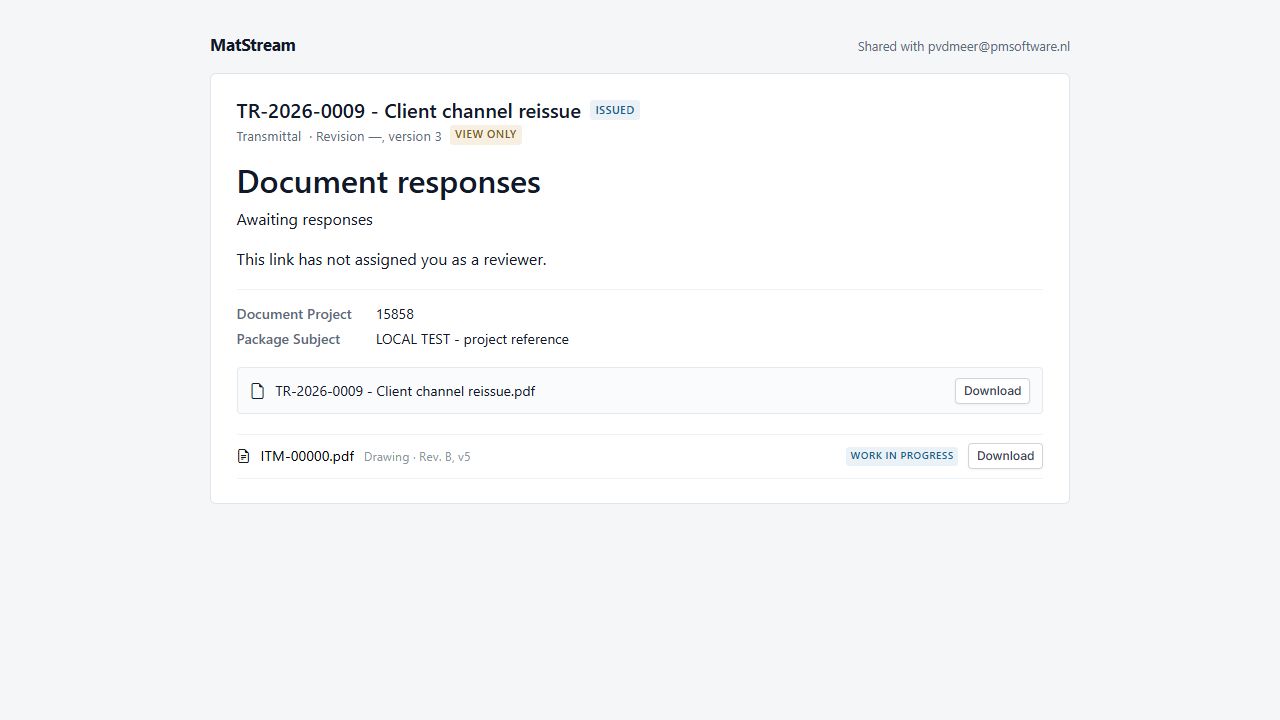 MatStream
Shared with pvdmeer@pmsoftware.nl
TR-2026-0009 - Client channel reissue ISSUED
Transmittal · Revision —, version 3 VIEW ONLY
Document responses
Awaiting responses
This link has not assigned you as a reviewer.
Document Project 15858
Package Subject LOCAL TEST - project reference
TR-2026-0009 - Client channel reissue.pdf Download
ITM-00000.pdf Drawing · Rev. B, v5 WORK IN PROGRESS Download